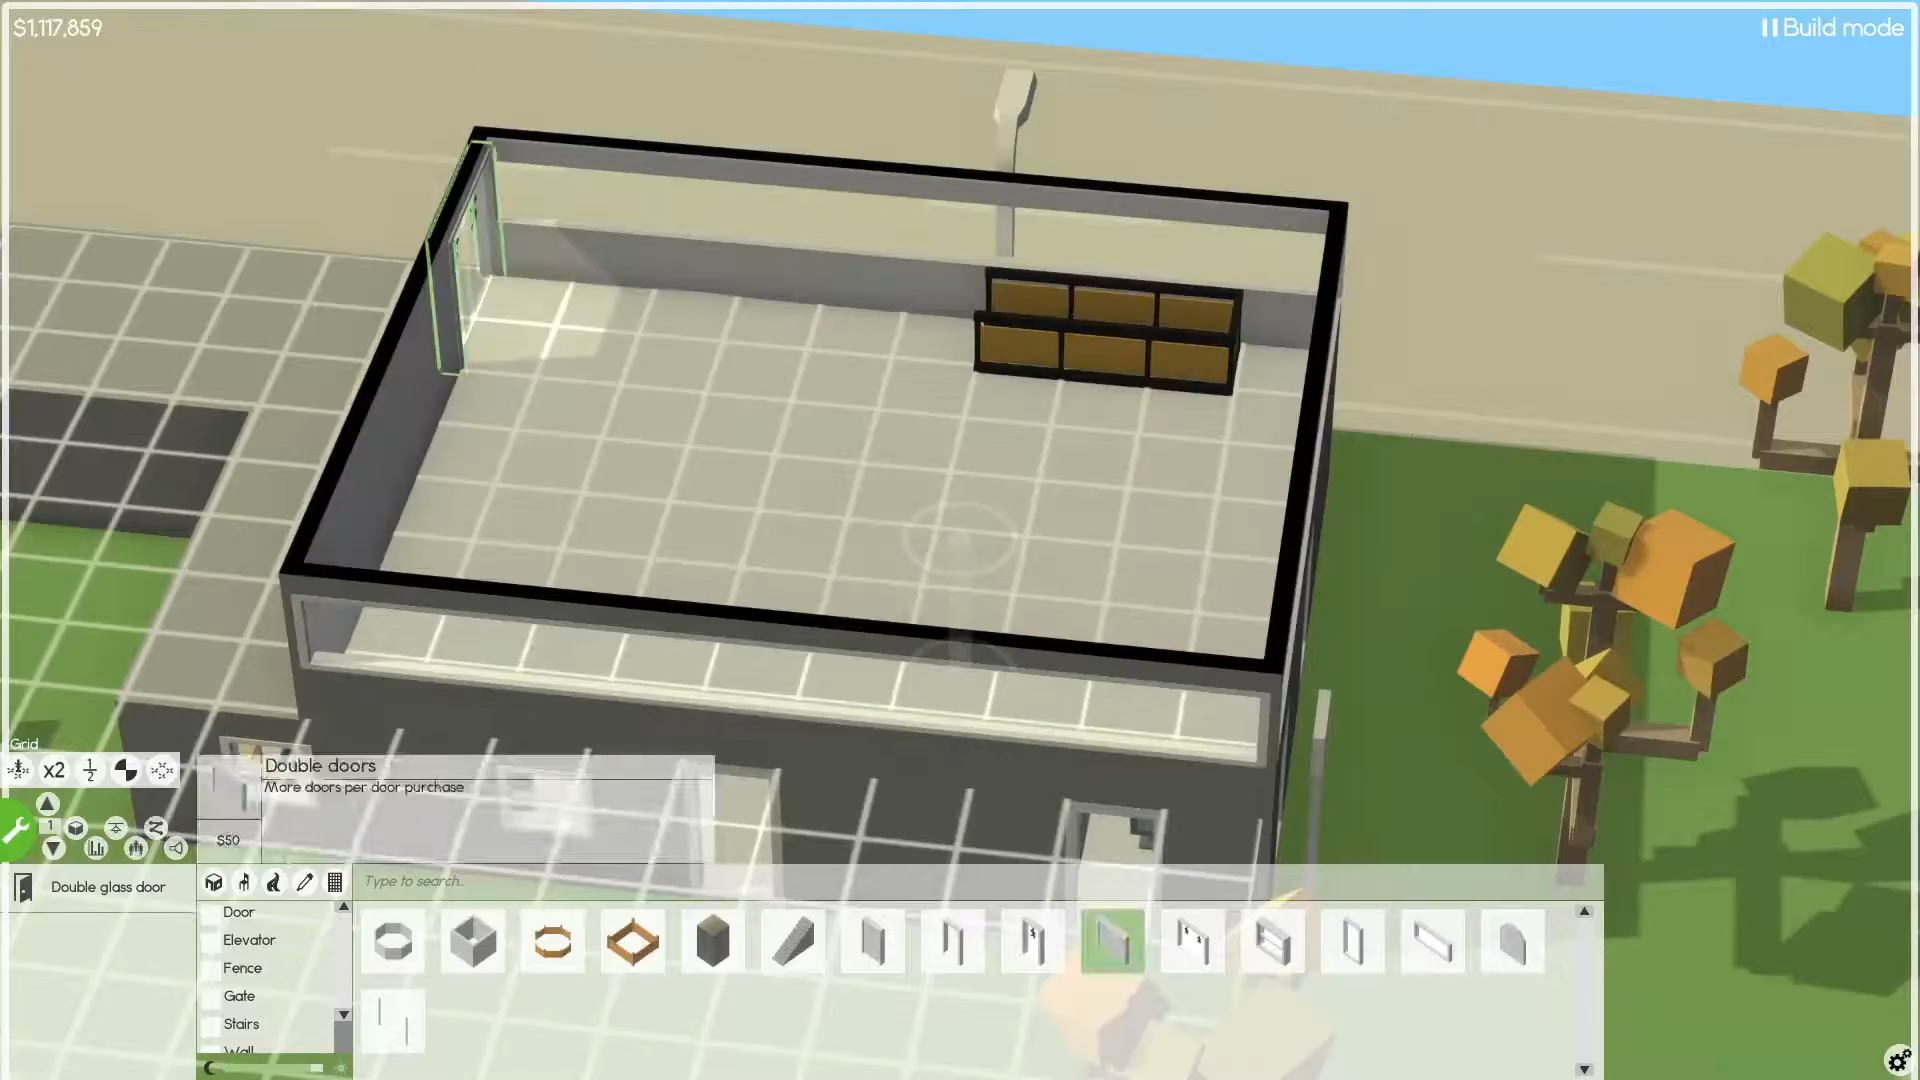 $1,117,859
Build mode
Grid
x2
1/2
Double doors
More doors per door purchase
1
$50
Double glass door
Type to search..
Door
Elevator
Fence
Gate
Stairs
Wall